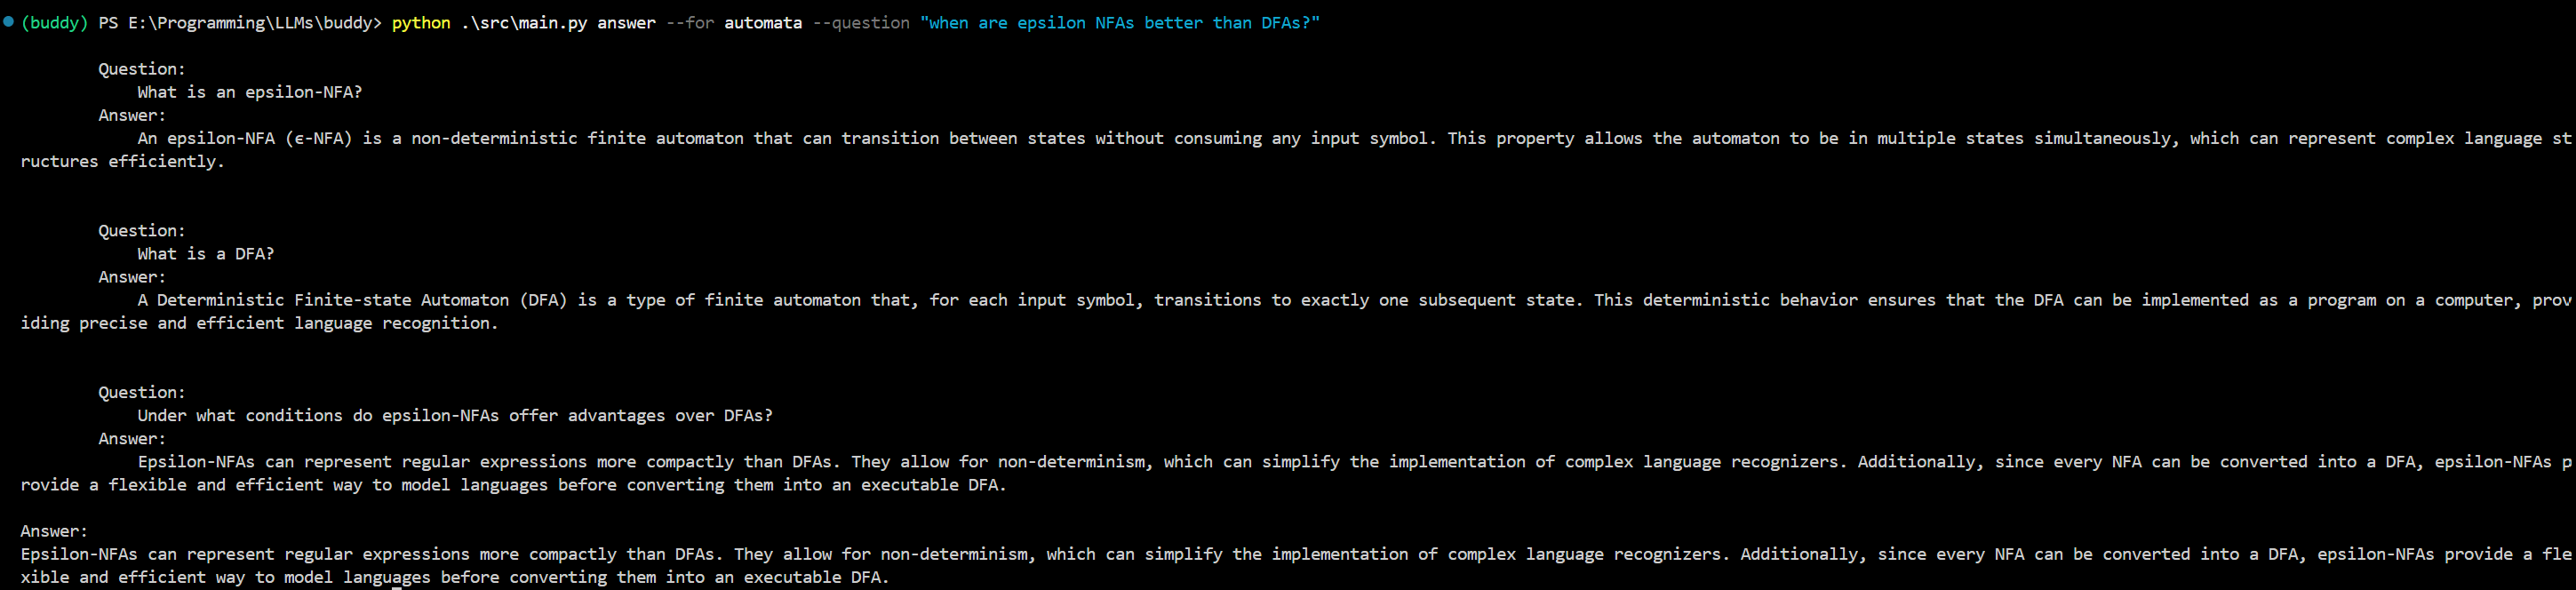 (buddy) PS E:\Programming\LLMs\buddy> python .\src\main.py answer --for automata --question "when are epsilon NFAs better than DFAs?"
Question:
What is an epsilon-NFA?
Answer:
An epsilon-NFA (ϵ-NFA) is a non-deterministic finite automaton that can transition between states without consuming any input symbol. This property allows the automaton to be in multiple states simultaneously, which can represent complex language st
ructures efficiently.
Question:
What is a DFA?
Answer:
A Deterministic Finite-state Automaton (DFA) is a type of finite automaton that, for each input symbol, transitions to exactly one subsequent state. This deterministic behavior ensures that the DFA can be implemented as a program on a computer, prov
iding precise and efficient language recognition.
Question:
Under what conditions do epsilon-NFAs offer advantages over DFAs?
Answer:
Epsilon-NFAs can represent regular expressions more compactly than DFAs. They allow for non-determinism, which can simplify the implementation of complex language recognizers. Additionally, since every NFA can be converted into a DFA, epsilon-NFAs p
rovide a flexible and efficient way to model languages before converting them into an executable DFA.
Answer:
Epsilon-NFAs can represent regular expressions more compactly than DFAs. They allow for non-determinism, which can simplify the implementation of complex language recognizers. Additionally, since every NFA can be converted into a DFA, epsilon-NFAs provide a fle
xible and efficient way to model languages before converting them into an executable DFA.